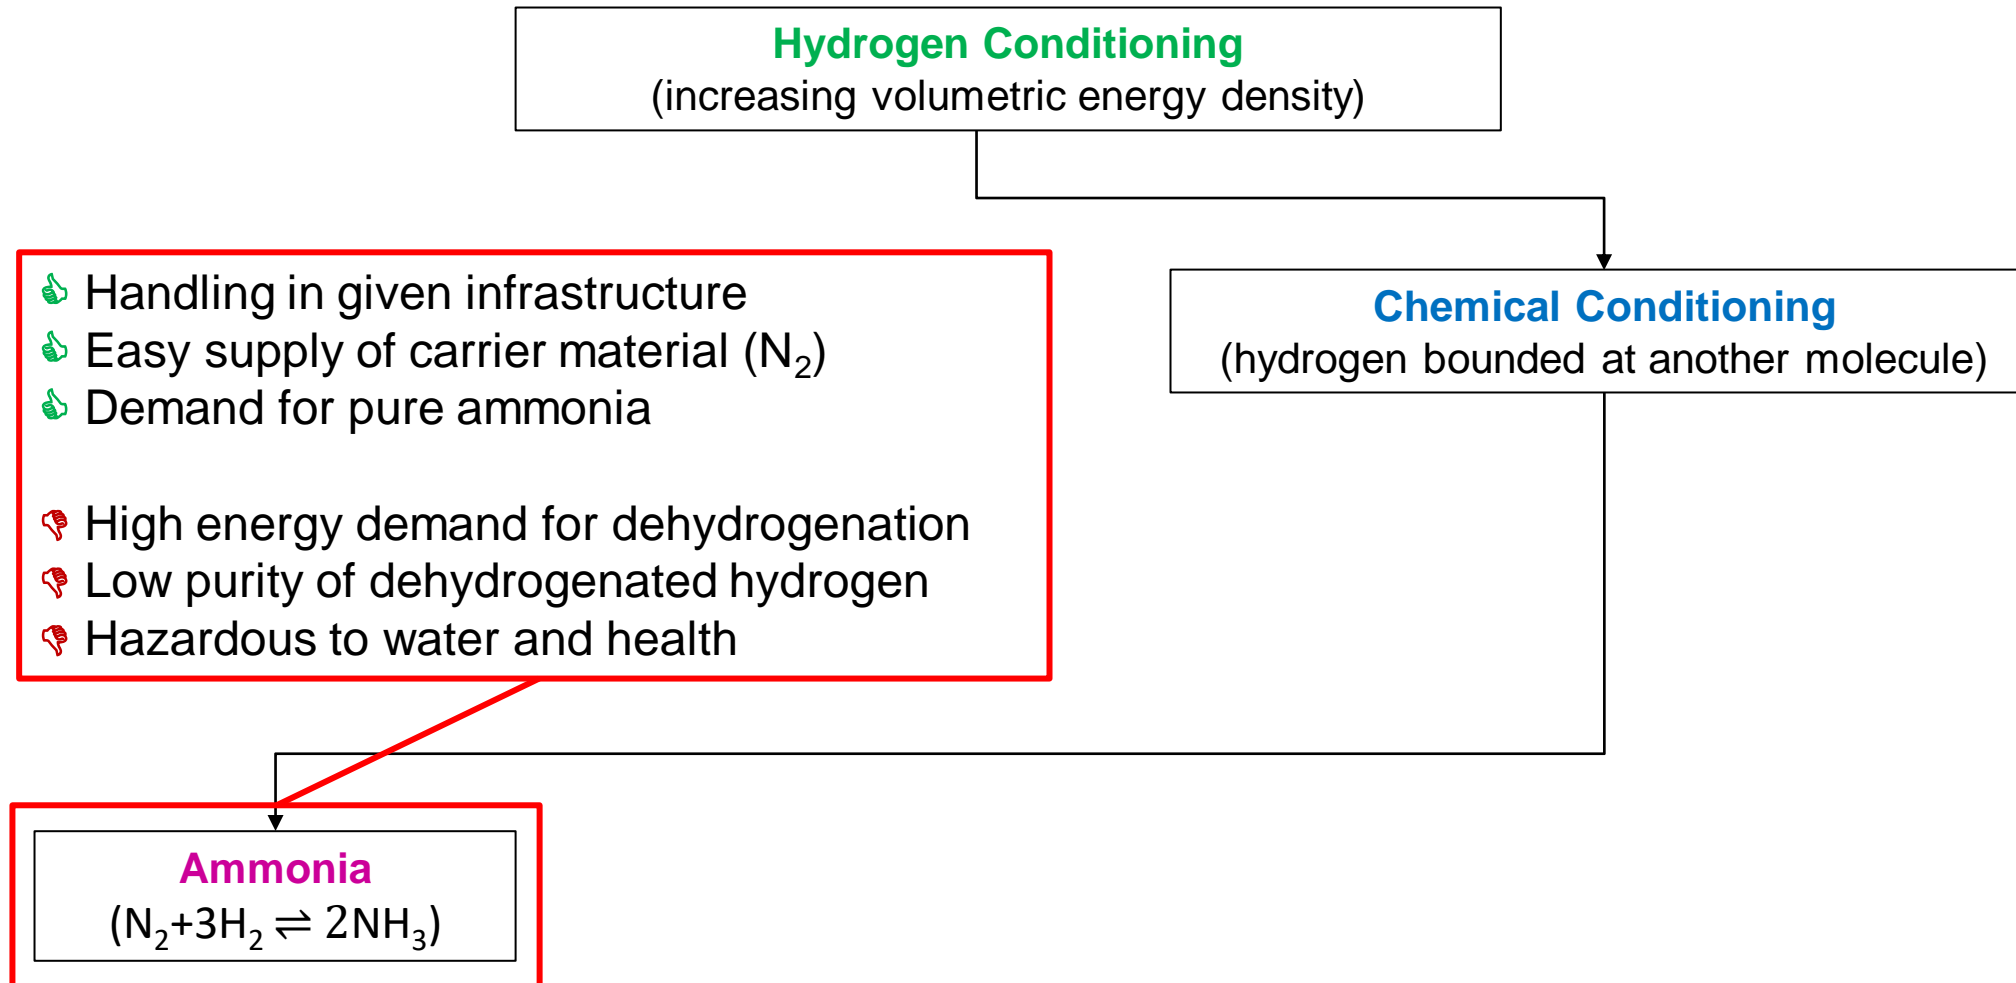 Hydrogen Conditioning
(increasing volumetric energy density)
👍 Handling in given infrastructure
👍 Easy supply of carrier material (N₂)
👍 Demand for pure ammonia
👎 High energy demand for dehydrogenation
👎 Low purity of dehydrogenated hydrogen
👎 Hazardous to water and health
Chemical Conditioning
(hydrogen bounded at another molecule)
Ammonia
(N₂+3H₂ ⇌ 2NH₃)